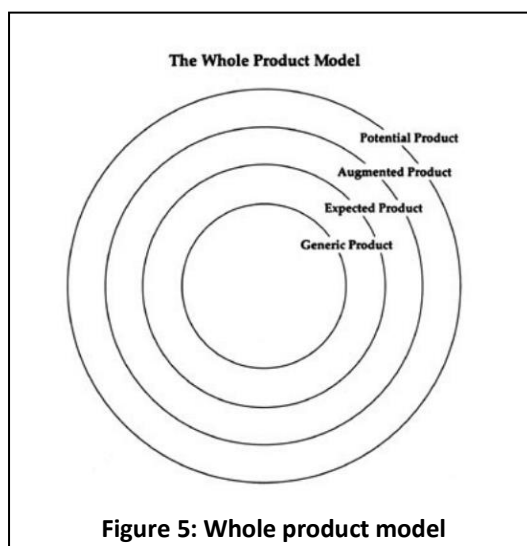 The Whole Product Model
Potential Product
Augmented Product
Expected Product
Generic Product
Figure 5: Whole product model